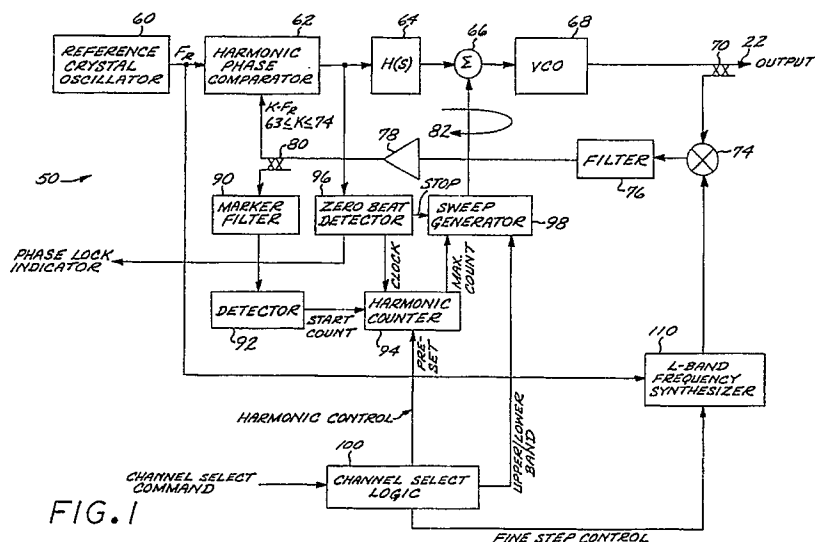 60
REFERENCE
CRYSTAL
OSCILLATOR
FR
62
HARMONIC
PHASE
COMPARATOR
64
H(S)
66
Σ
68
VCO
70
22
OUTPUT
K·FR
63≤K≤74
80
78
82
FILTER
76
74
50
90
MARKER
FILTER
96
ZERO BEAT
DETECTOR
STOP
SWEEP
GENERATOR
98
PHASE LOCK
INDICATOR
CLOCK
MAX.
COUNT
DETECTOR
92
START
COUNT
HARMONIC
COUNTER
94
PRE-
SET
110
L-BAND
FREQUENCY
SYNTHESIZER
HARMONIC CONTROL
UPPER/LOWER
BAND
CHANNEL SELECT
COMMAND
100
CHANNEL SELECT
LOGIC
FINE STEP CONTROL
FIG. 1